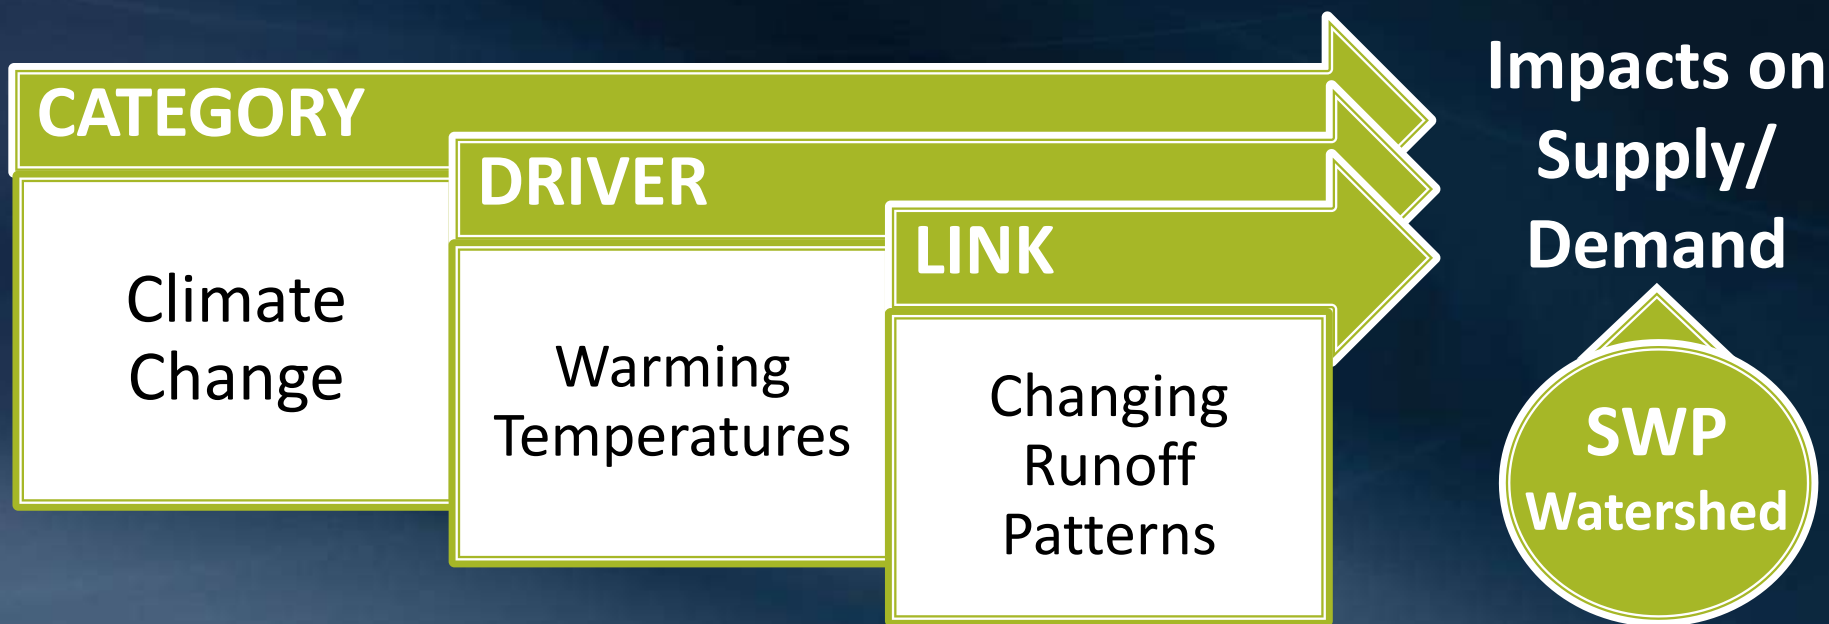 CATEGORY
Climate
Change
DRIVER
Warming
Temperatures
LINK
Changing
Runoff
Patterns
Impacts on
Supply/
Demand
SWP
Watershed